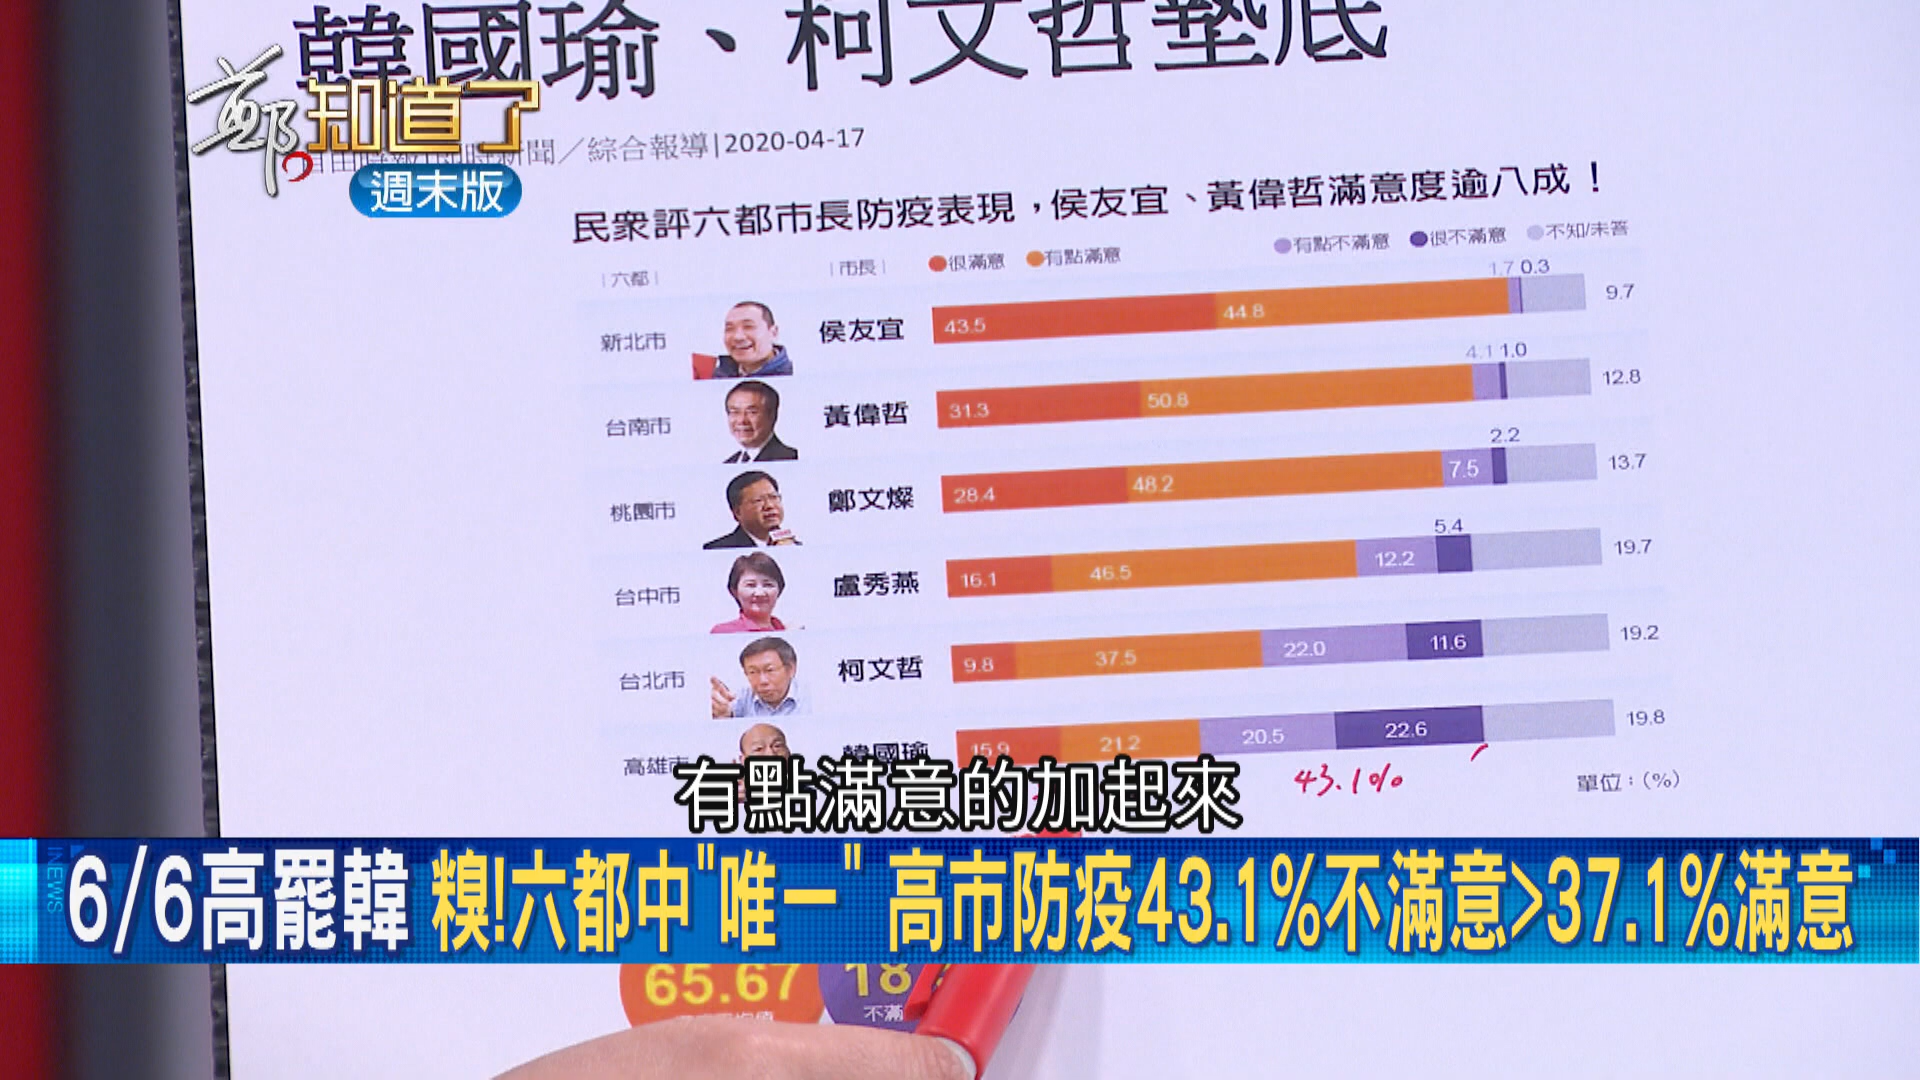 韓國瑜、柯文哲墊底
鄭知道了
週末版
新聞/綜合報導|2020-04-17
民眾評六都市長防疫表現，侯友宜、黃偉哲滿意度逾八成！
|六都| |市長| 很滿意 有點滿意 有點不滿意 很不滿意 不知/未答
新北市 侯友宜 43.5 44.8 1.7 0.3 9.7
台南市 黃偉哲 31.3 50.8 4.1 1.0 12.8
桃園市 鄭文燦 28.4 48.2 7.5 2.2 13.7
台中市 盧秀燕 16.1 46.5 12.2 5.4 19.7
台北市 柯文哲 9.8 37.5 22.0 11.6 19.2
高雄市 韓國瑜 15.9 21.2 20.5 22.6 19.8
43.1%
單位：(%)
有點滿意的加起來
INEWS
6/6高罷韓 糗!六都中"唯一" 高市防疫43.1%不滿意>37.1%滿意
65.67 18
不滿